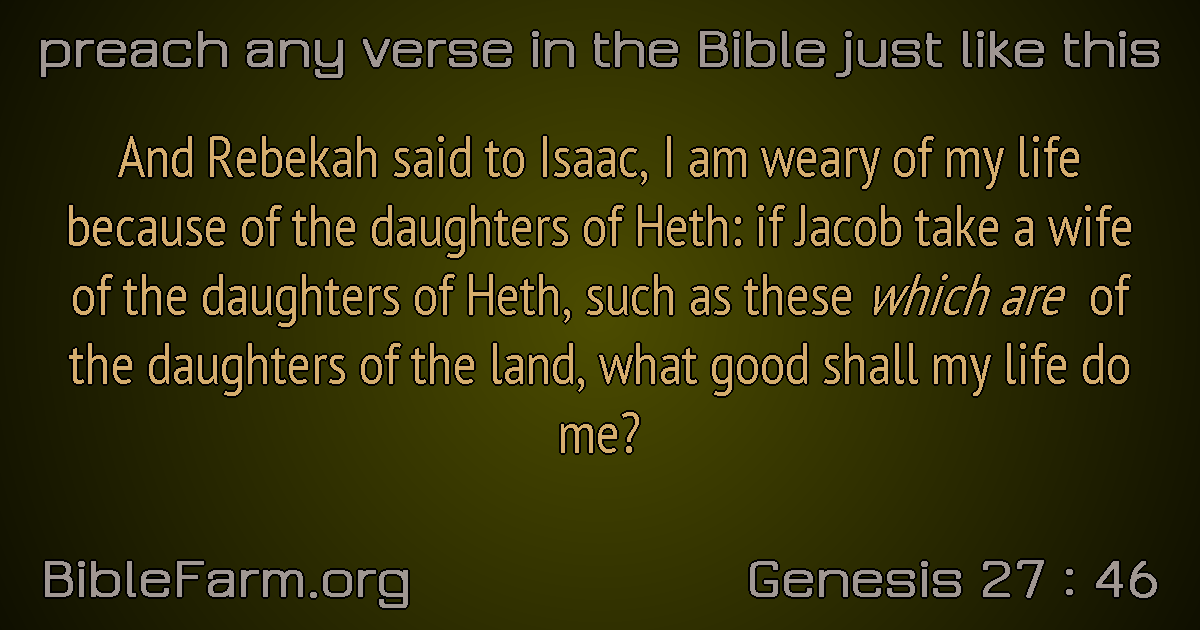 preach any verse in the Bible just like this
And Rebekah said to Isaac, I am weary of my life
because of the daughters of Heth: if Jacob take a wife
of the daughters of Heth, such as these which are of
the daughters of the land, what good shall my life do
me?
BibleFarm.org
Genesis 27 : 46